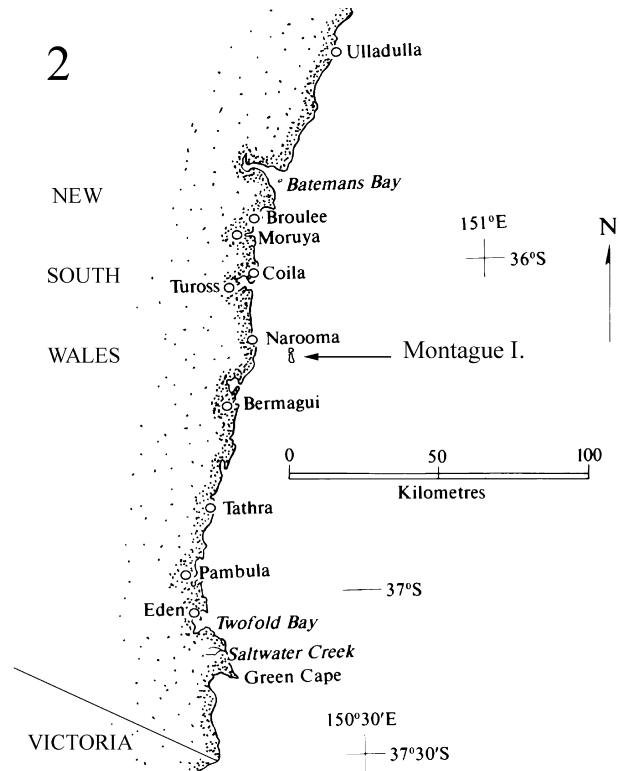 2
Ulladulla
Batemans Bay
NEW
Broulee
151°E
N
Moruya
36°S
SOUTH
Coila
Tuross
Narooma
WALES
Montague I.
Bermagui
0 50 100
Kilometres
Tathra
Pambula
37°S
Eden
Twofold Bay
Saltwater Creek
Green Cape
150°30′E
VICTORIA
37°30′S